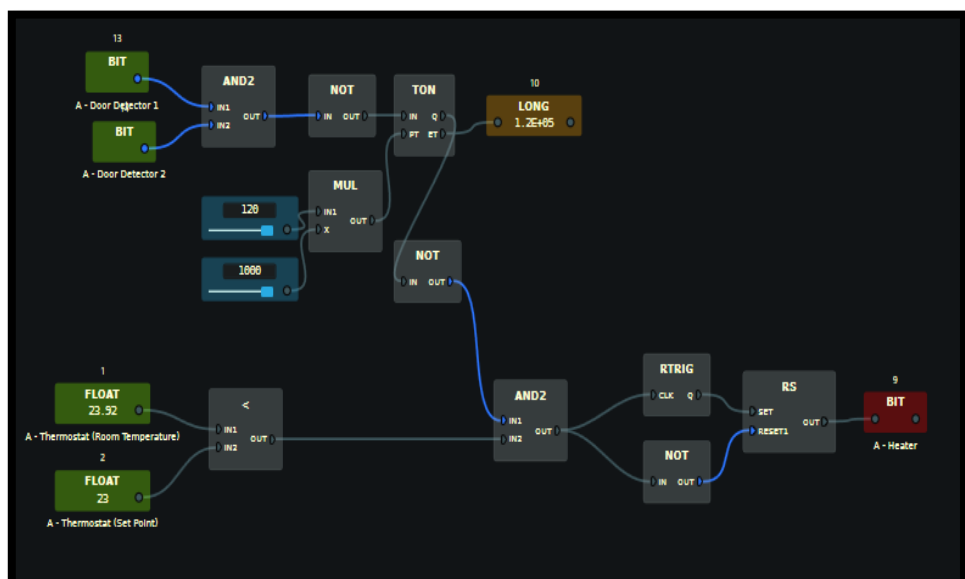 13
BIT
A - Door Detector 1
BIT
A - Door Detector 2
AND2
IN1
IN2
OUT
NOT
IN OUT
TON
IN Q
PT ET
10
LONG
1.2E+05
120
1000
MUL
IN1
X
OUT
NOT
IN OUT
1
FLOAT
23.92
A - Thermostat (Room Temperature)
2
FLOAT
23
A - Thermostat (Set Point)
<
IN1
IN2
OUT
AND2
IN1
IN2
OUT
RTRIG
CLK Q
NOT
IN OUT
RS
SET
RESET1
OUT
9
BIT
A - Heater